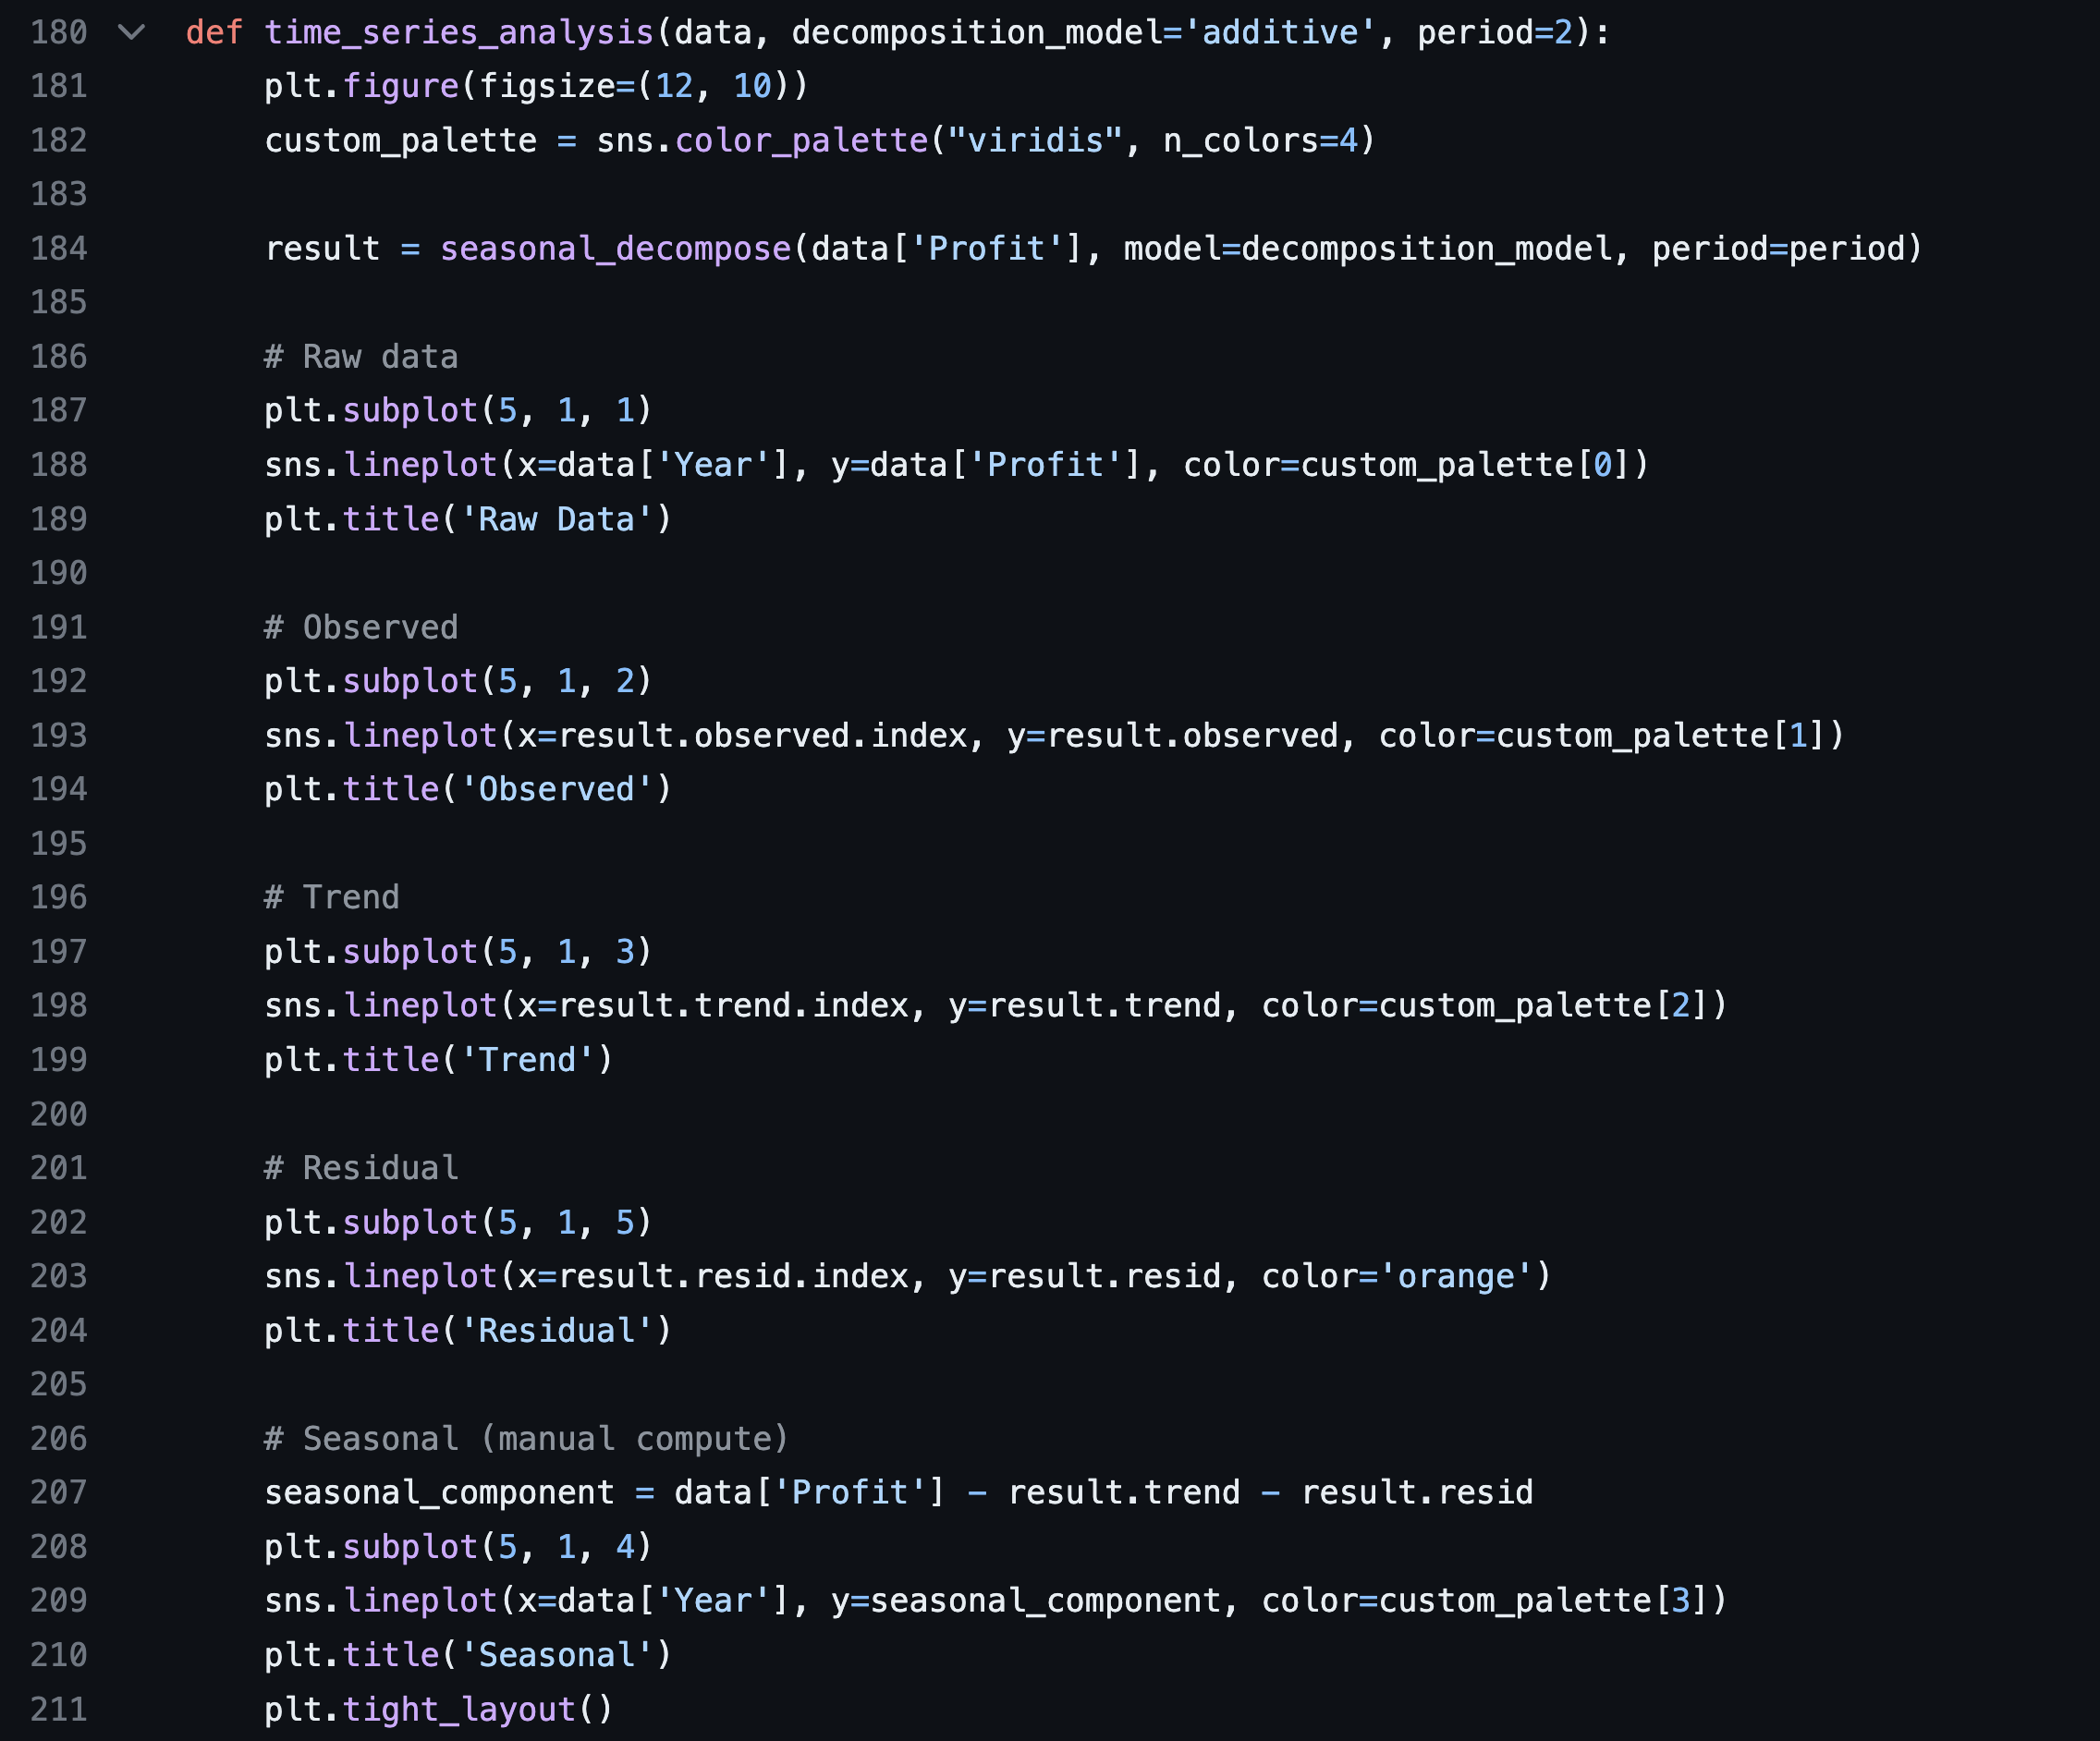 180 def time_series_analysis(data, decomposition_model='additive', period=2):
181 plt.figure(figsize=(12, 10))
182 custom_palette = sns.color_palette("viridis", n_colors=4)
183
184 result = seasonal_decompose(data['Profit'], model=decomposition_model, period=period)
185
186 # Raw data
187 plt.subplot(5, 1, 1)
188 sns.lineplot(x=data['Year'], y=data['Profit'], color=custom_palette[0])
189 plt.title('Raw Data')
190
191 # Observed
192 plt.subplot(5, 1, 2)
193 sns.lineplot(x=result.observed.index, y=result.observed, color=custom_palette[1])
194 plt.title('Observed')
195
196 # Trend
197 plt.subplot(5, 1, 3)
198 sns.lineplot(x=result.trend.index, y=result.trend, color=custom_palette[2])
199 plt.title('Trend')
200
201 # Residual
202 plt.subplot(5, 1, 5)
203 sns.lineplot(x=result.resid.index, y=result.resid, color='orange')
204 plt.title('Residual')
205
206 # Seasonal (manual compute)
207 seasonal_component = data['Profit'] - result.trend - result.resid
208 plt.subplot(5, 1, 4)
209 sns.lineplot(x=data['Year'], y=seasonal_component, color=custom_palette[3])
210 plt.title('Seasonal')
211 plt.tight_layout()